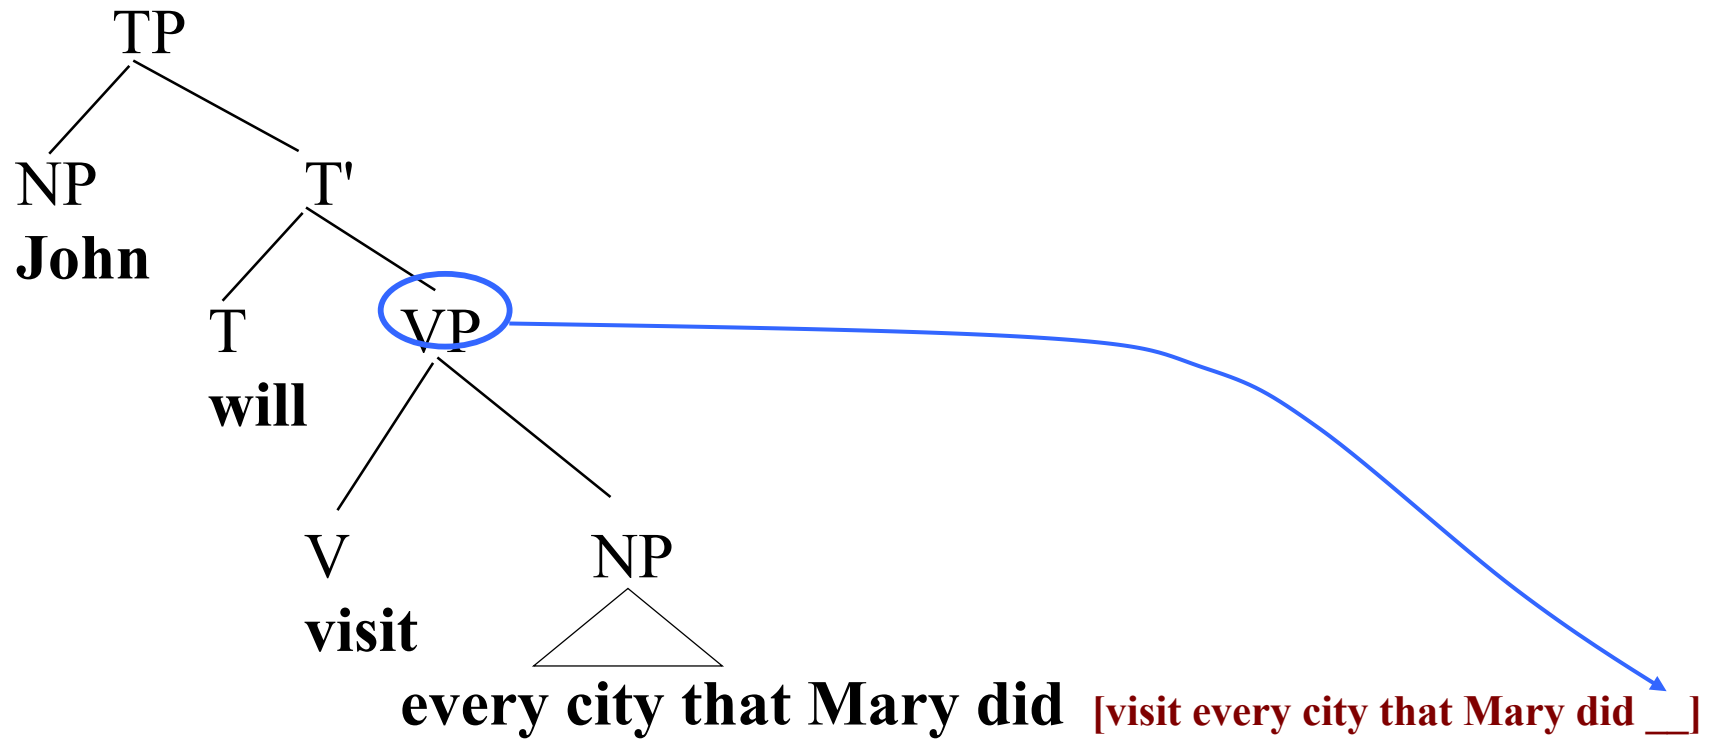 TP
NP T'
John
T VP
will
V NP
visit
every city that Mary did [visit every city that Mary did __]